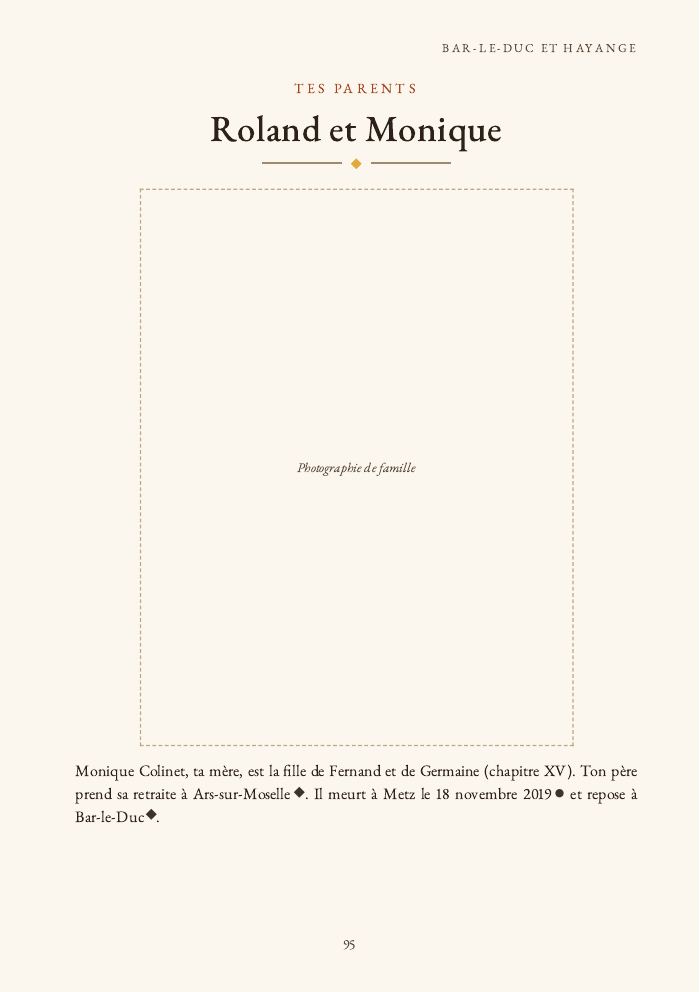 BAR-LE-DUC ET HAYANGE
TES PARENTS
Roland et Monique
Photographie de famille
Monique Colinet, ta mère, est la fille de Fernand et de Germaine (chapitre XV). Ton père
prend sa retraite à Ars-sur-Moselle ◆. Il meurt à Metz le 18 novembre 2019 ● et repose à
Bar-le-Duc ◆.
95